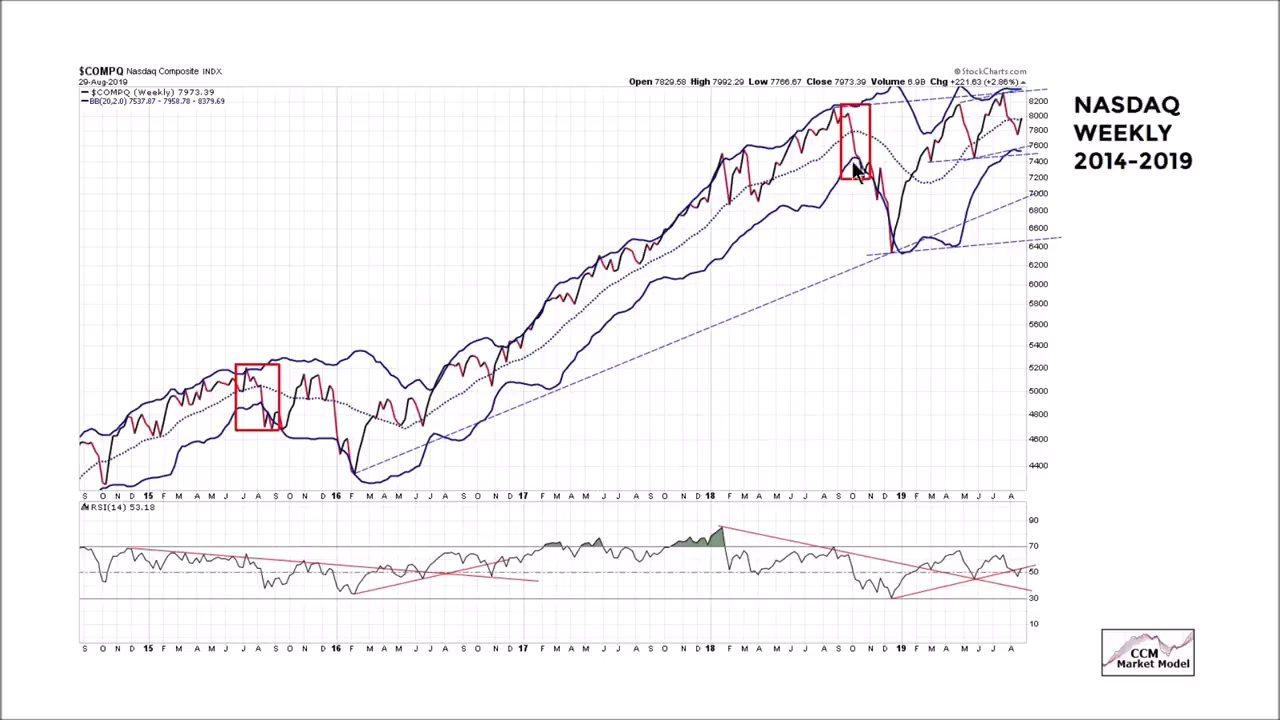 $COMPQ Nasdaq Composite INDX
© StockCharts.com
29-Aug-2019
Open 7829.58 High 7992.29 Low 7766.67 Close 7973.39 Volume 6.9B Chg +221.63 (+2.86%)
$COMPQ (Weekly) 7973.39
BB(20,2.0) 7537.87 - 7958.78 - 8379.69
NASDAQ
WEEKLY
2014-2019
8200
8000
7800
7600
7400
7200
7000
6800
6600
6400
6200
6000
5800
5600
5400
5200
5000
4800
4600
4400
S O N D 15 F M A M J J A S O N D 16 F M A M J J A S O N D 17 F M A M J J A S O N D 18 F M A M J J A S O N D 19 F M A M J J A
RSI(14) 53.18
90
70
50
30
10
S O N D 15 F M A M J J A S O N D 16 F M A M J J A S O N D 17 F M A M J J A S O N D 18 F M A M J J A S O N D 19 F M A M J J A
CCM
Market Model